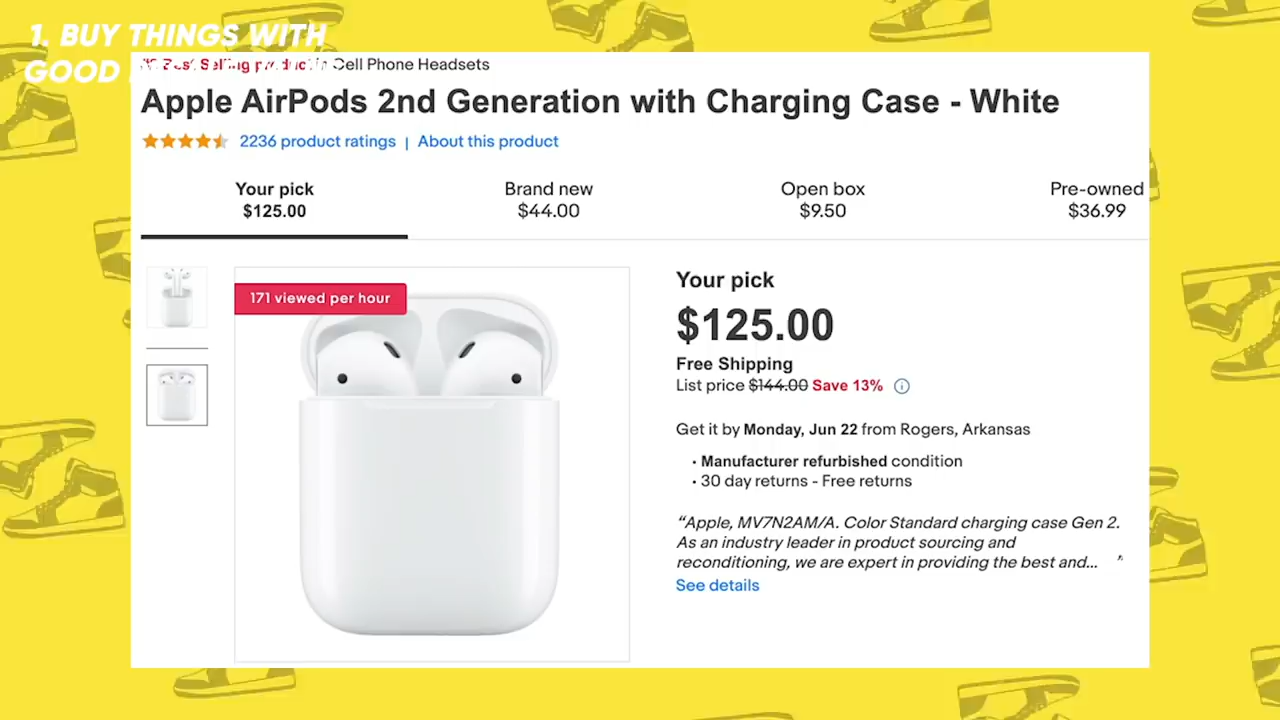 1. BUY THINGS WITH
GOOD
Best Selling product in Cell Phone Headsets
Apple AirPods 2nd Generation with Charging Case - White
2236 product ratings | About this product
Your pick Brand new Open box Pre-owned
$125.00 $44.00 $9.50 $36.99
171 viewed per hour
Your pick
$125.00
Free Shipping
List price $144.00 Save 13%
Get it by Monday, Jun 22 from Rogers, Arkansas
• Manufacturer refurbished condition
• 30 day returns - Free returns
“Apple, MV7N2AM/A. Color Standard charging case Gen 2.
As an industry leader in product sourcing and
reconditioning, we are expert in providing the best and... ”
See details